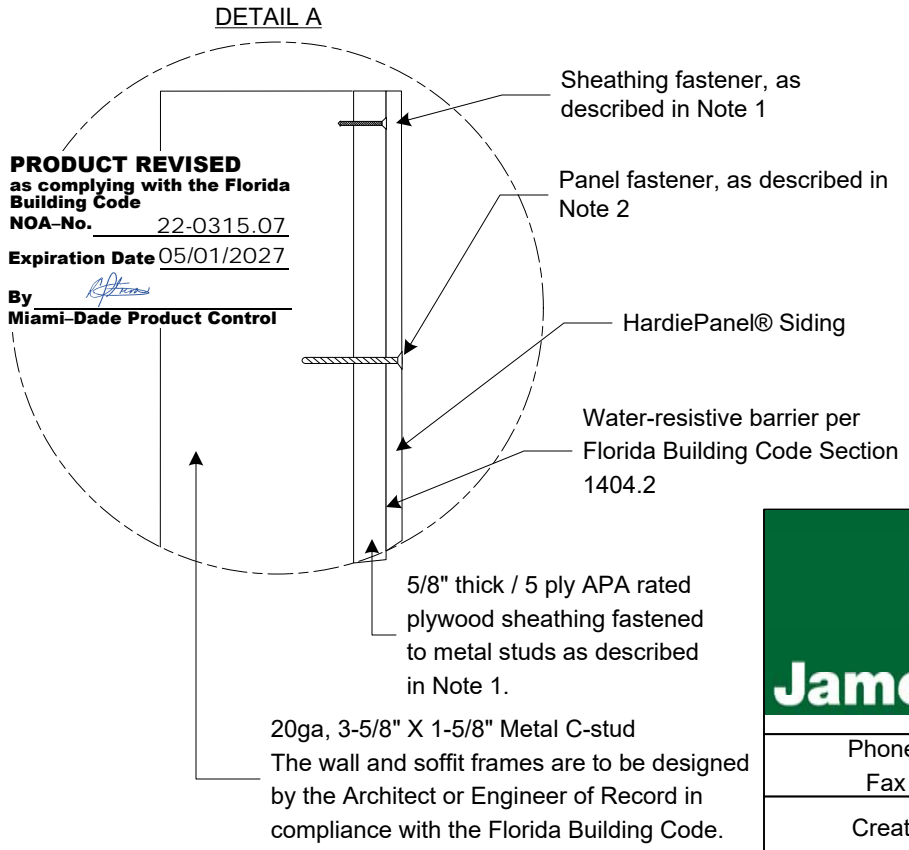 DETAIL A
Sheathing fastener, as
described in Note 1
PRODUCT REVISED
as complying with the Florida
Building Code
NOA–No. 22-0315.07
Expiration Date 05/01/2027
By
Miami–Dade Product Control
Panel fastener, as described in
Note 2
HardiePanel® Siding
Water-resistive barrier per
Florida Building Code Section
1404.2
5/8" thick / 5 ply APA rated
plywood sheathing fastened
to metal studs as described
in Note 1.
20ga, 3-5/8" X 1-5/8" Metal C-stud
The wall and soffit frames are to be designed
by the Architect or Engineer of Record in
compliance with the Florida Building Code.
Phone
Fax